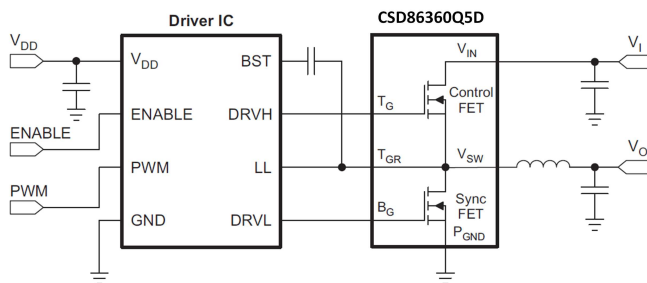 Driver IC
CSD86360Q5D
VDD
VDD
BST
VIN
VI
ENABLE
ENABLE
DRVH
TG
Control
FET
PWM
PWM
LL
TGR
VSW
VO
GND
DRVL
BG
Sync
FET
PGND